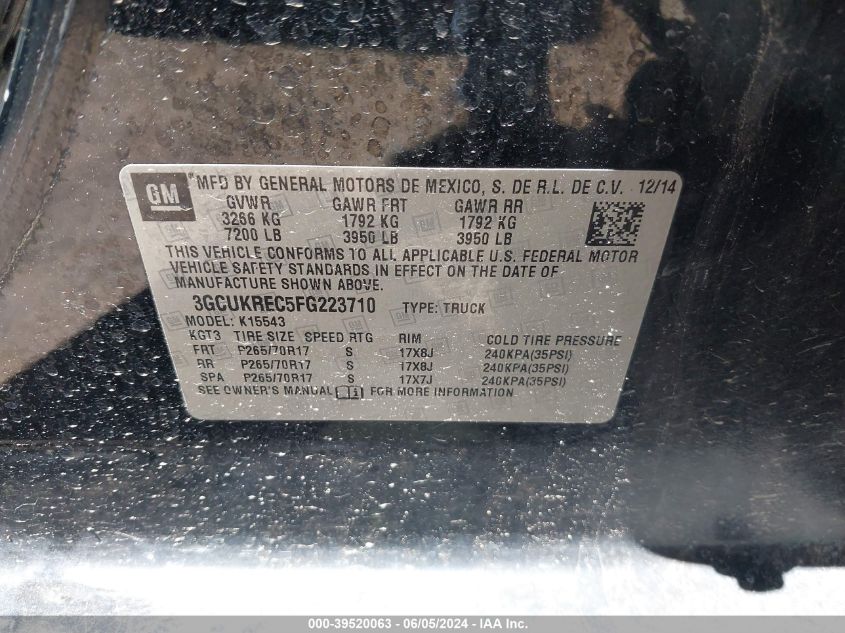 GM
MFD BY GENERAL MOTORS DE MEXICO, S. DE R.L. DE C.V. 12/14
GVWR GAWR FRT GAWR RR
3266 KG 1792 KG 1792 KG
7200 LB 3950 LB 3950 LB
THIS VEHICLE CONFORMS TO ALL APPLICABLE U.S. FEDERAL MOTOR
VEHICLE SAFETY STANDARDS IN EFFECT ON THE DATE OF
MANUFACTURE SHOWN ABOVE.
3GCUKREC5FG223710 TYPE: TRUCK
MODEL: K15543
KGT3 TIRE SIZE SPEED RTG RIM COLD TIRE PRESSURE
FRT P265/70R17 S 17X8J 240KPA(35PSI)
RR P265/70R17 S 17X8J 240KPA(35PSI)
SPA P265/70R17 S 17X7J 240KPA(35PSI)
SEE OWNER'S MANUAL FOR MORE INFORMATION
000-39520063 - 06/05/2024 - IAA Inc.